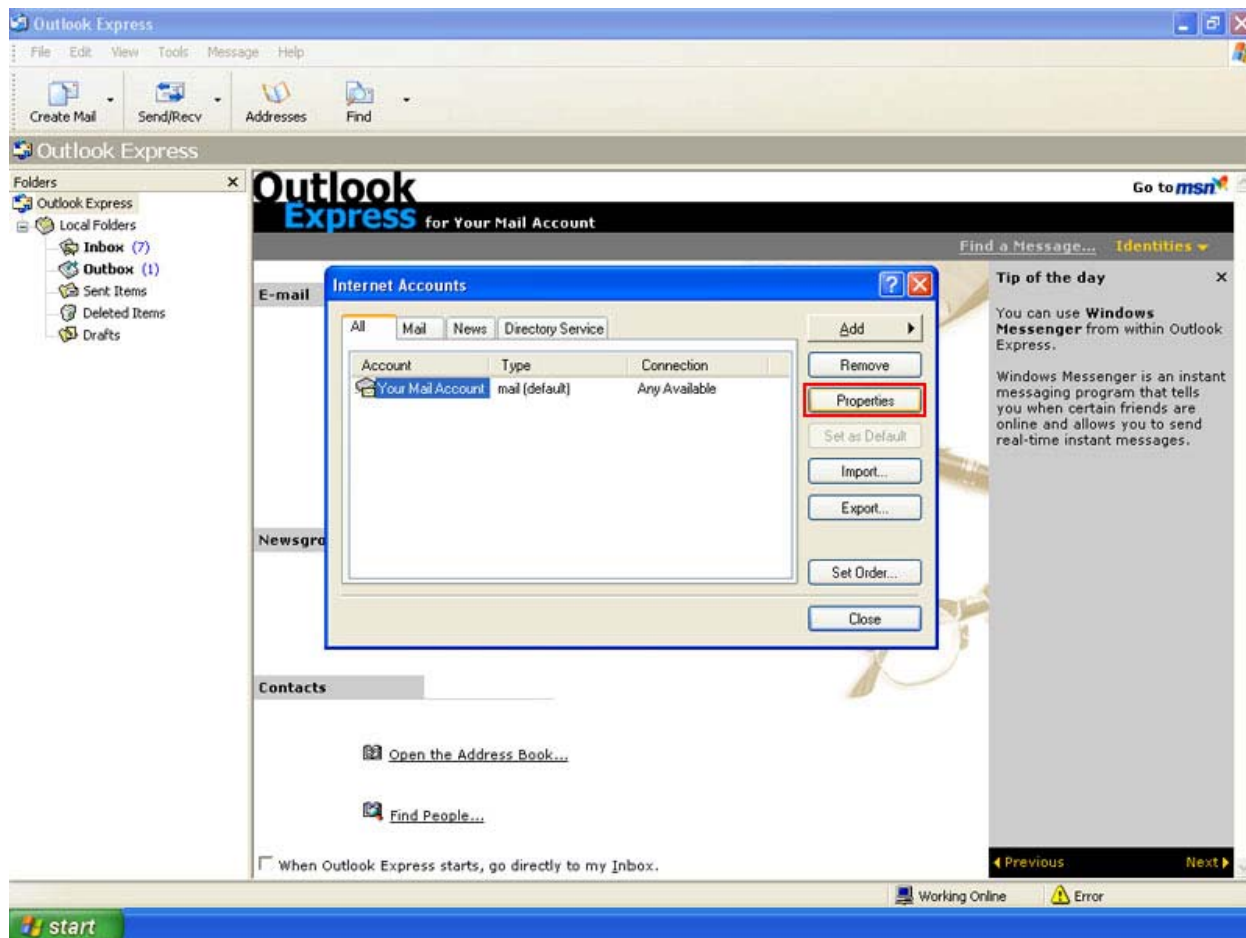 Outlook Express
File Edit View Tools Message Help
Create Mail Send/Recv Addresses Find
Outlook Express
Folders x
Outlook Express
Local Folders
Inbox (7)
Outbox (1)
Sent Items
Deleted Items
Drafts
Outlook
Express for Your Mail Account
Go to msn
Find a Message... Identities
E-mail
Newsgro
Contacts
Open the Address Book...
Find People...
When Outlook Express starts, go directly to my Inbox.
Internet Accounts
All Mail News Directory Service
Account Type Connection
Your Mail Account mail (default) Any Available
Add
Remove
Properties
Set as Default
Import...
Export...
Set Order...
Close
Tip of the day x
You can use Windows
Messenger from within Outlook
Express.
Windows Messenger is an instant
messaging program that tells
you when certain friends are
online and allows you to send
real-time instant messages.
Previous Next
Working Online Error
start